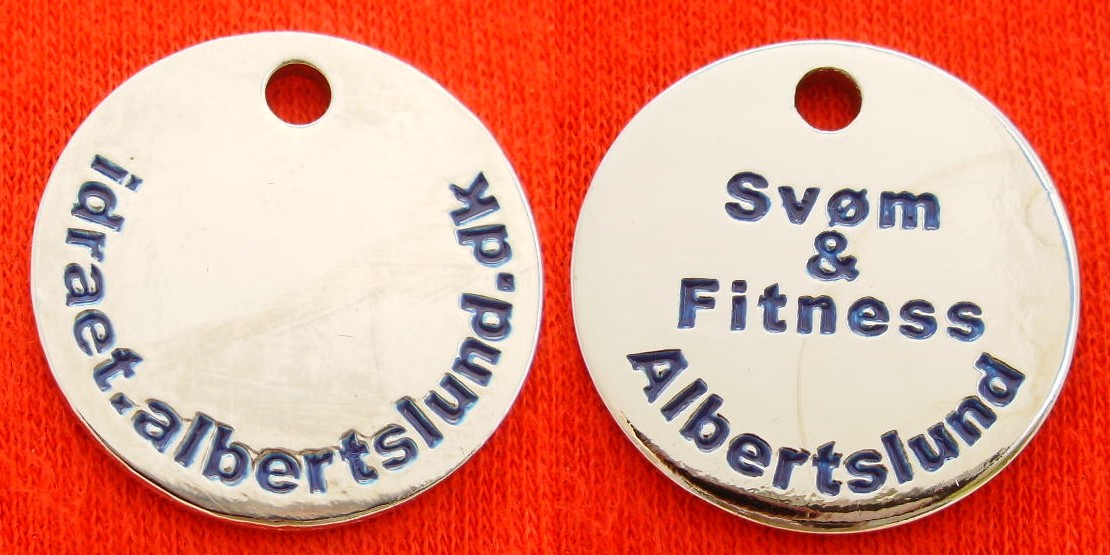 idraet.albertslund.dk
Svøm
&
Fitness
Albertslund